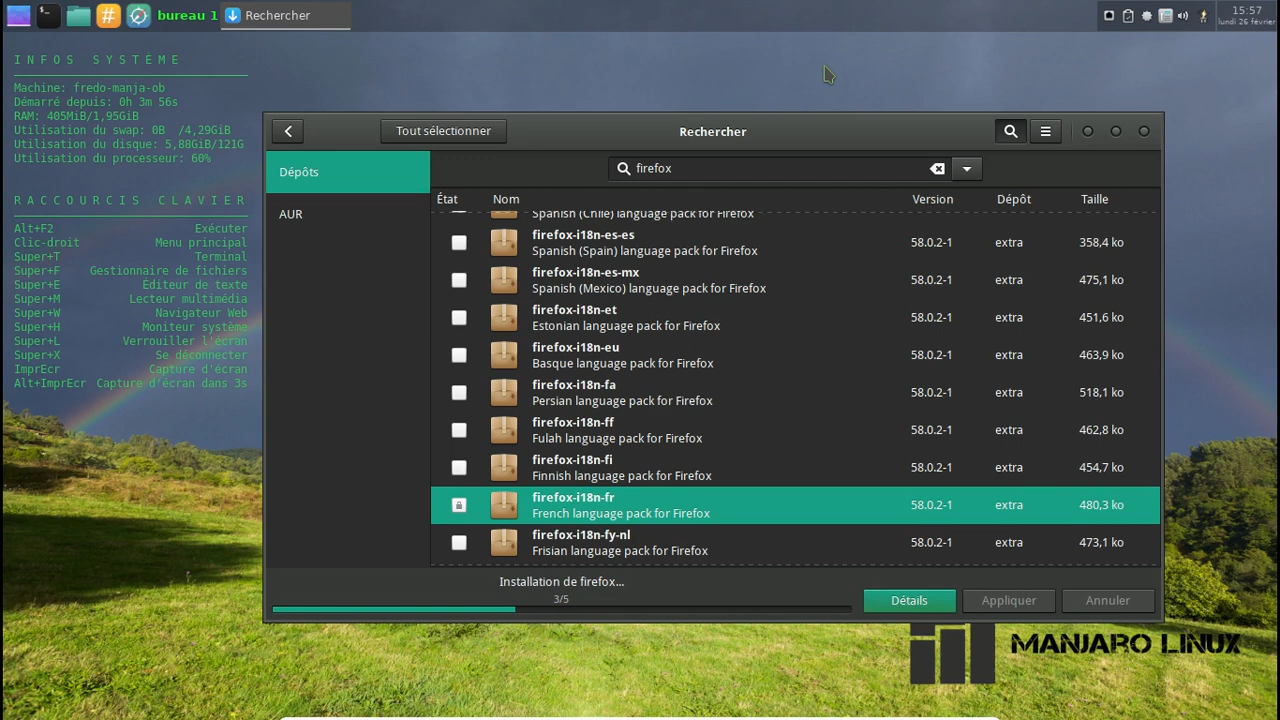 bureau 1
Rechercher
15:57
lundi 26 février
INFOS SYSTÈME
Machine: fredo-manja-ob
Démarré depuis: 0h 3m 56s
RAM: 405MiB/1,95GiB
Utilisation du swap: 0B /4,29GiB
Utilisation du disque: 5,88GiB/121G
Utilisation du processeur: 60%
RACCOURCIS CLAVIER
Alt+F2 Exécuter
Clic-droit Menu principal
Super+T Terminal
Super+F Gestionnaire de fichiers
Super+E Éditeur de texte
Super+M Lecteur multimédia
Super+W Navigateur Web
Super+H Moniteur système
Super+L Verrouiller l'écran
Super+X Se déconnecter
ImprEcr Capture d'écran
Alt+ImprEcr Capture d'écran dans 3s
Tout sélectionner
Rechercher
Dépôts
AUR
firefox
État Nom Version Dépôt Taille
Spanish (Chile) language pack for Firefox
firefox-i18n-es-es 58.0.2-1 extra 358,4 ko
Spanish (Spain) language pack for Firefox
firefox-i18n-es-mx 58.0.2-1 extra 475,1 ko
Spanish (Mexico) language pack for Firefox
firefox-i18n-et 58.0.2-1 extra 451,6 ko
Estonian language pack for Firefox
firefox-i18n-eu 58.0.2-1 extra 463,9 ko
Basque language pack for Firefox
firefox-i18n-fa 58.0.2-1 extra 518,1 ko
Persian language pack for Firefox
firefox-i18n-ff 58.0.2-1 extra 462,8 ko
Fulah language pack for Firefox
firefox-i18n-fi 58.0.2-1 extra 454,7 ko
Finnish language pack for Firefox
firefox-i18n-fr 58.0.2-1 extra 480,3 ko
French language pack for Firefox
firefox-i18n-fy-nl 58.0.2-1 extra 473,1 ko
Frisian language pack for Firefox
Installation de firefox...
3/5
Détails
Appliquer
Annuler
MANJARO LINUX